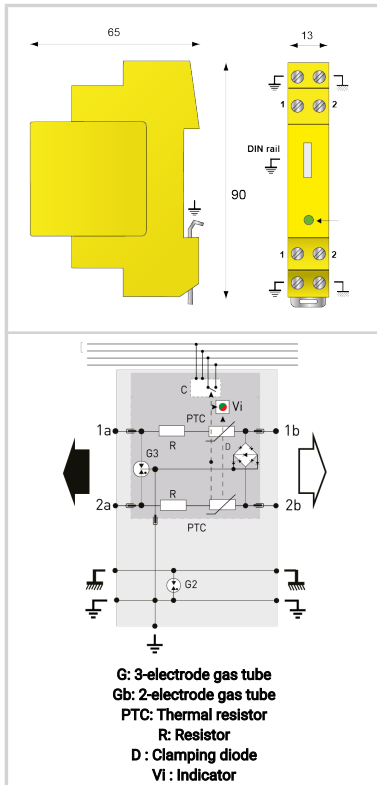 65
13
1
2
DIN rail
90
1
2
C
Vi
PTC
1a
R
D
1b
G3
2a
R
2b
PTC
G2
G: 3-electrode gas tube
Gb: 2-electrode gas tube
PTC: Thermal resistor
R: Resistor
D : Clamping diode
Vi : Indicator